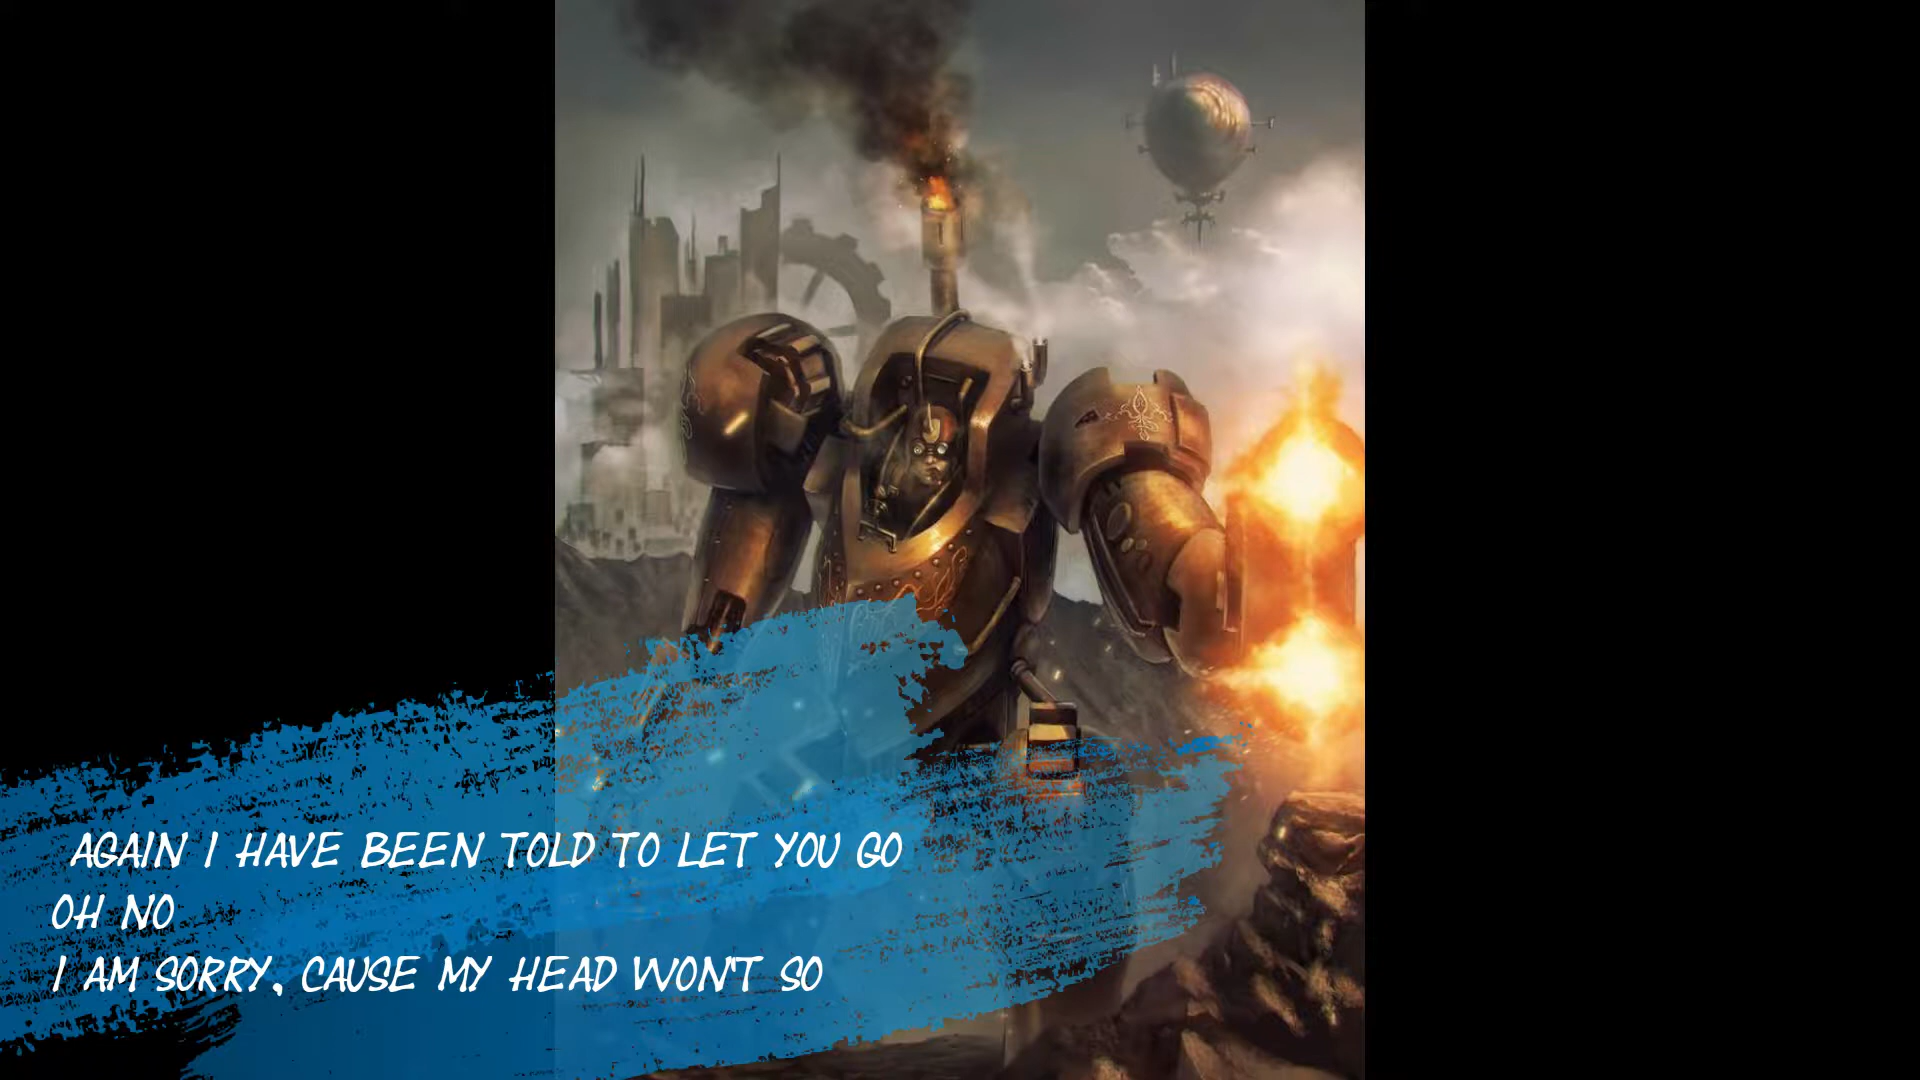 AGAIN I HAVE BEEN TOLD TO LET YOU GO
OH NO
I AM SORRY, CAUSE MY HEAD WON'T SO